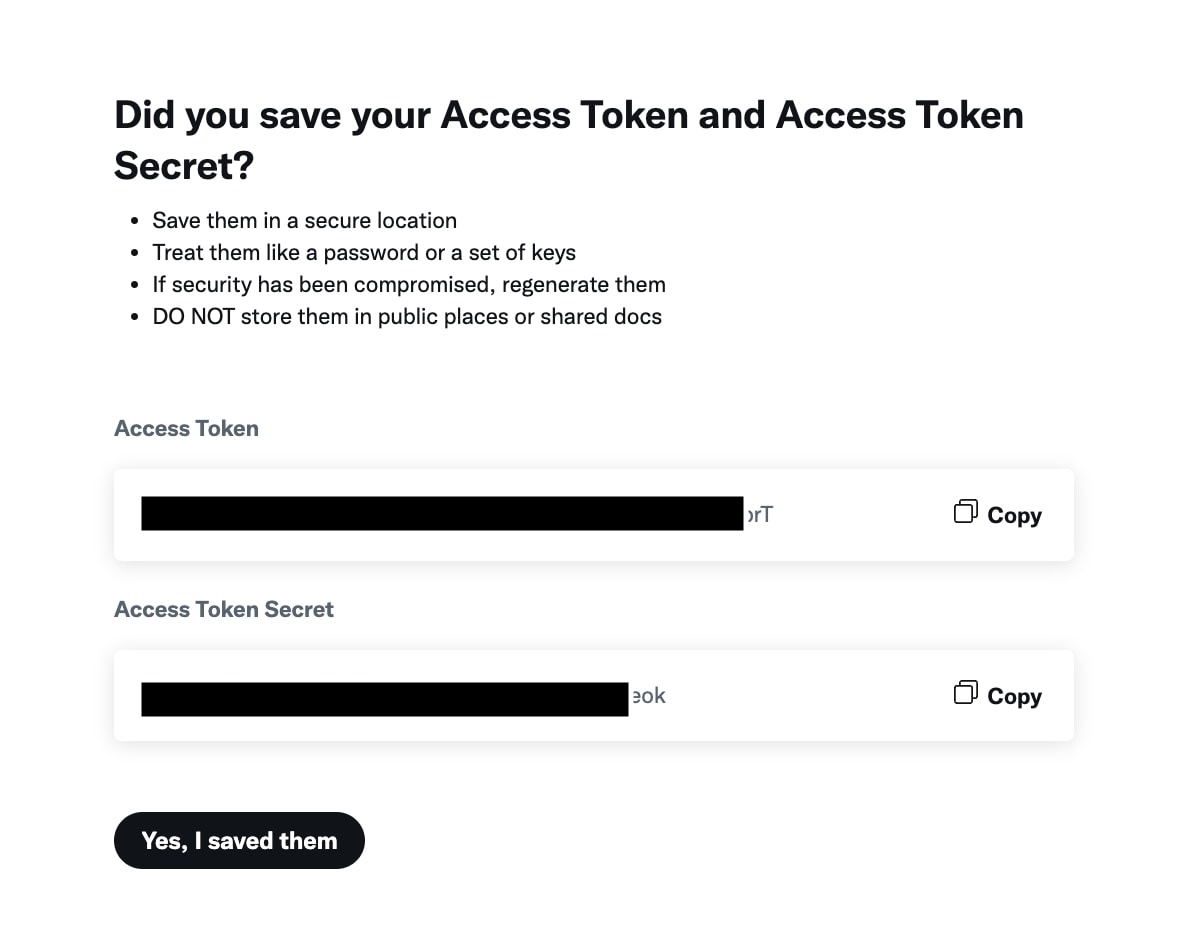 Did you save your Access Token and Access Token
Secret?
• Save them in a secure location
• Treat them like a password or a set of keys
• If security has been compromised, regenerate them
• DO NOT store them in public places or shared docs
Access Token
rT
Copy
Access Token Secret
eok
Copy
Yes, I saved them